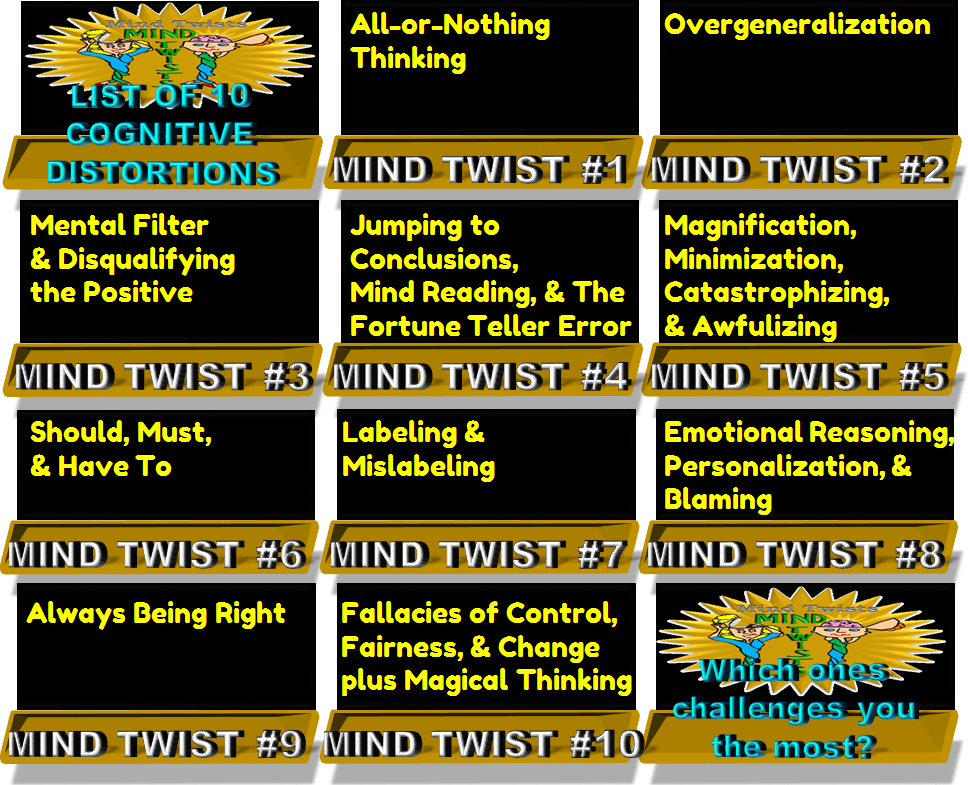 Mind Twists
MIND
TWISTS
LIST OF 10
COGNITIVE
DISTORTIONS
All-or-Nothing
Thinking
MIND TWIST #1
Overgeneralization
MIND TWIST #2
Mental Filter
& Disqualifying
the Positive
MIND TWIST #3
Jumping to
Conclusions,
Mind Reading, & The
Fortune Teller Error
MIND TWIST #4
Magnification,
Minimization,
Catastrophizing,
& Awfulizing
MIND TWIST #5
Should, Must,
& Have To
MIND TWIST #6
Labeling &
Mislabeling
MIND TWIST #7
Emotional Reasoning,
Personalization, &
Blaming
MIND TWIST #8
Always Being Right
MIND TWIST #9
Fallacies of Control,
Fairness, & Change
plus Magical Thinking
MIND TWIST #10
Mind Twists
MIND
TWISTS
Which ones
challenges you
the most?